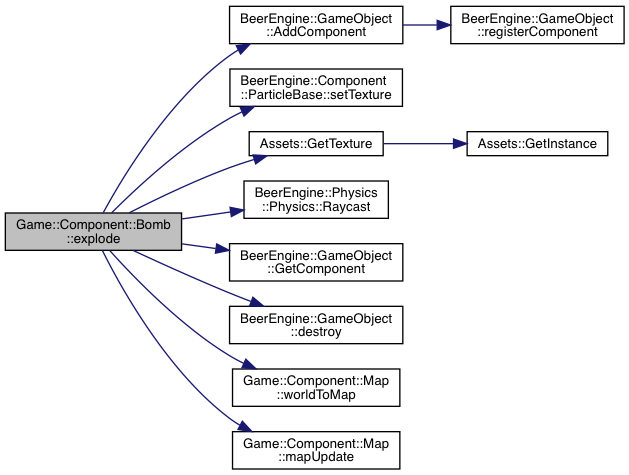 BeerEngine::GameObject
::AddComponent
BeerEngine::GameObject
::registerComponent
BeerEngine::Component
::ParticleBase::setTexture
Assets::GetTexture
Assets::GetInstance
BeerEngine::Physics
::Physics::Raycast
Game::Component::Bomb
::explode
BeerEngine::GameObject
::GetComponent
BeerEngine::GameObject
::destroy
Game::Component::Map
::worldToMap
Game::Component::Map
::mapUpdate